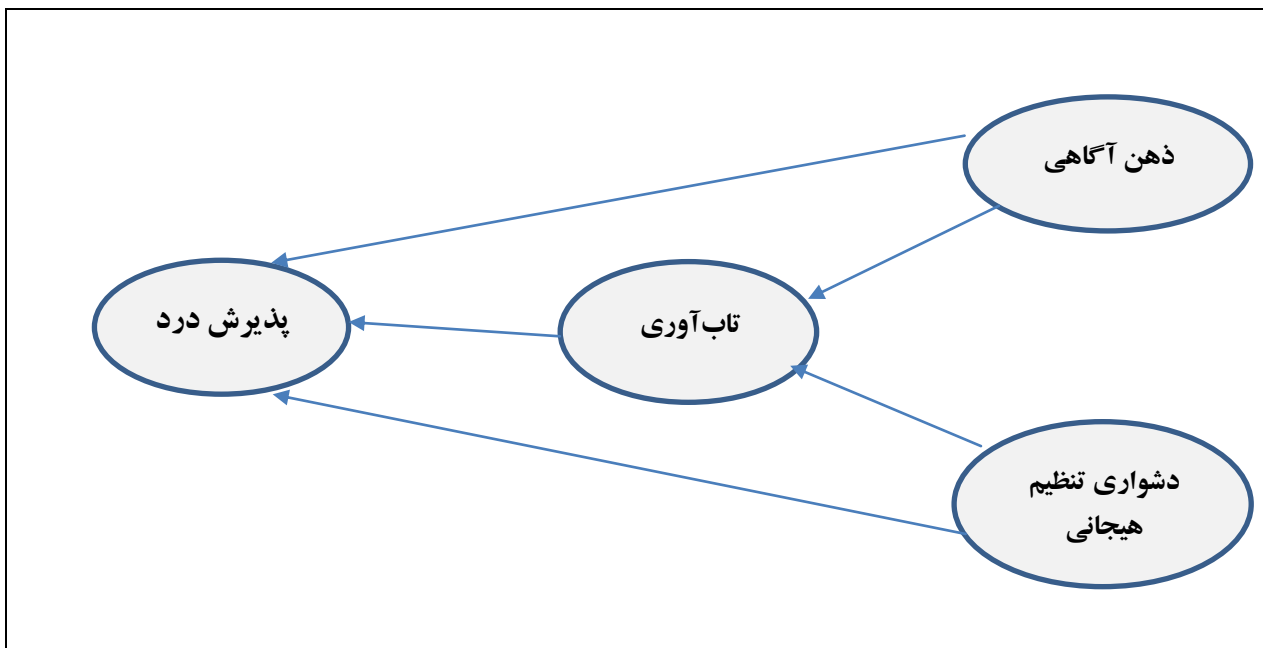 ذهن آگاهی
تاب‌آوری
پذیرش درد
دشواری تنظیم
هیجانی